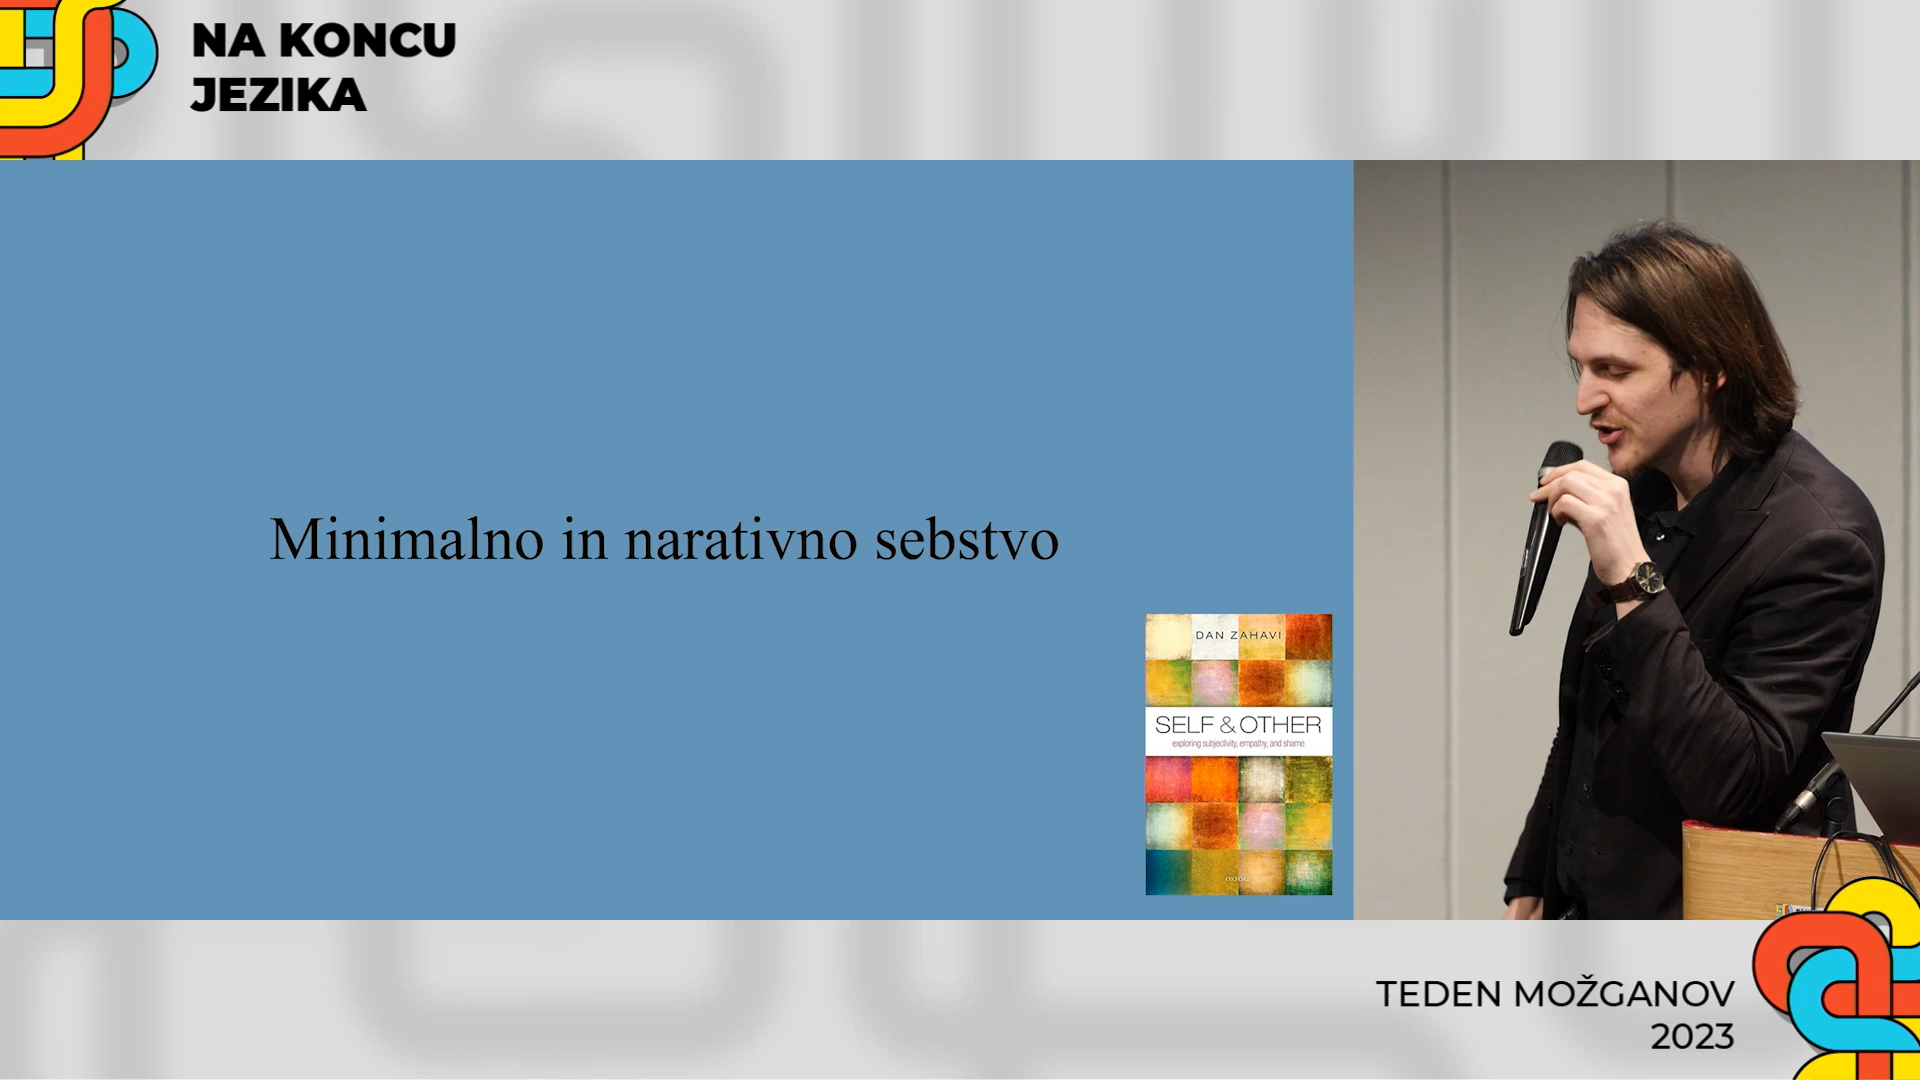 NA KONCU
JEZIKA
Minimalno in narativno sebstvo
DAN ZAHAVI
SELF & OTHER
exploring subjectivity, empathy, and shame
OXFORD
TEDEN MOŽGANOV
2023